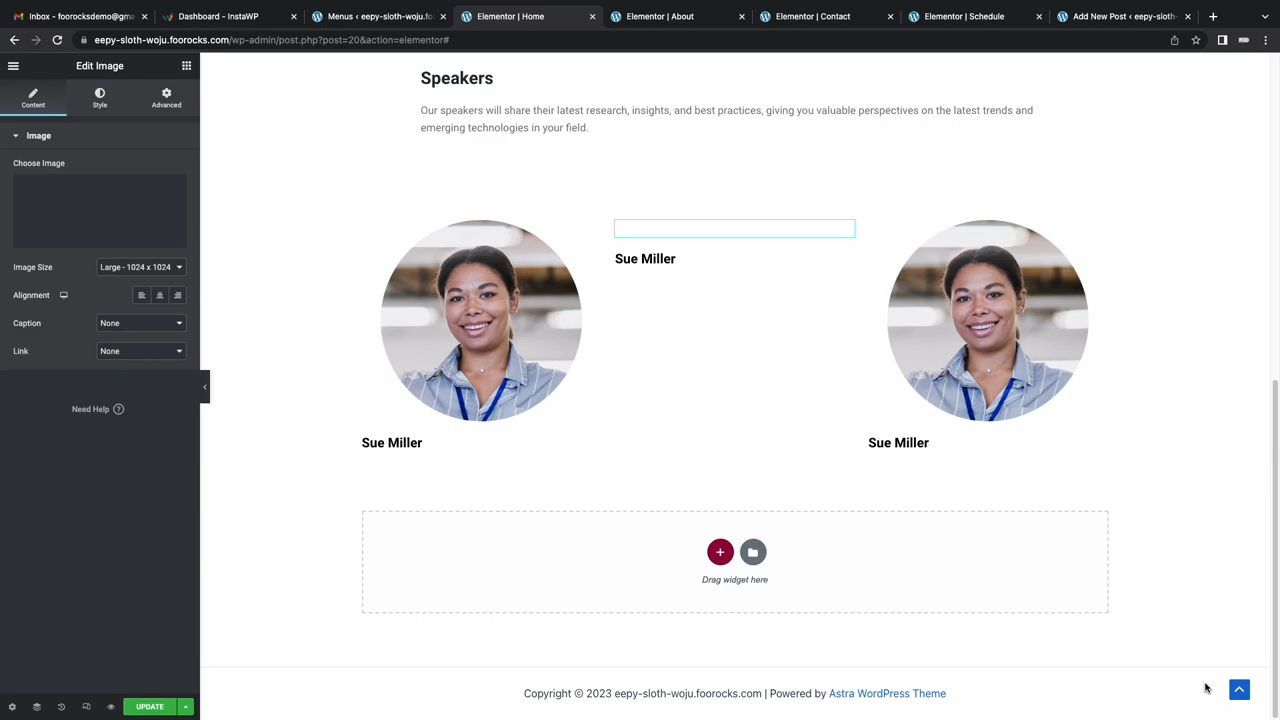 Inbox - foorocksdemo@gmail
Dashboard - InstaWP
Menus ‹ eepy-sloth-woju.fo
Elementor | Home
Elementor | About
Elementor | Contact
Elementor | Schedule
Add New Post ‹ eepy-sloth-
eepy-sloth-woju.foorocks.com/wp-admin/post.php?post=20&action=elementor#
Edit Image
Content
Style
Advanced
Image
Choose Image
Image Size
Large - 1024 x 1024
Alignment
Caption
None
Link
None
Need Help ?
UPDATE
Speakers
Our speakers will share their latest research, insights, and best practices, giving you valuable perspectives on the latest trends and
emerging technologies in your field.
Sue Miller
Sue Miller
Sue Miller
Drag widget here
Copyright © 2023 eepy-sloth-woju.foorocks.com | Powered by Astra WordPress Theme